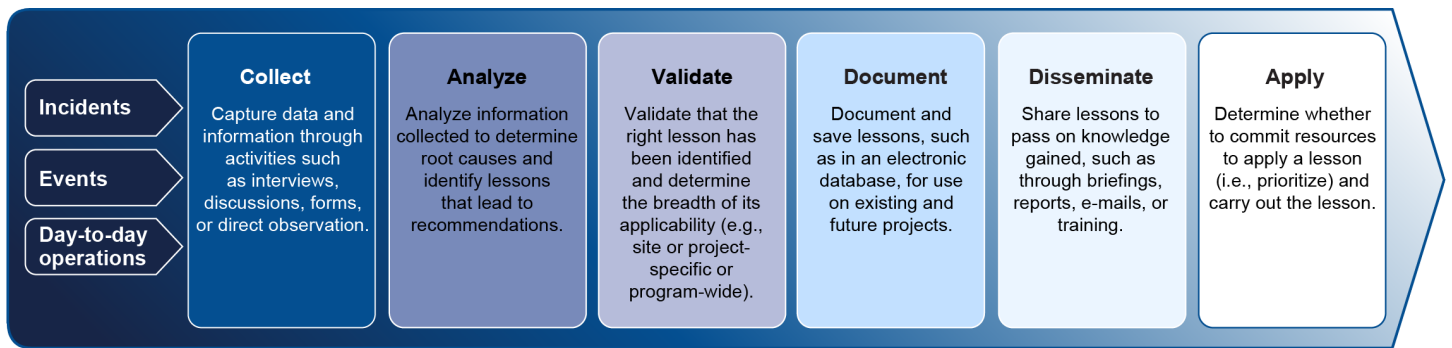 Incidents
Events
Day-to-day
operations
Collect
Capture data and
information through
activities such
as interviews,
discussions, forms,
or direct observation.
Analyze
Analyze information
collected to determine
root causes and
identify lessons
that lead to
recommendations.
Validate
Validate that the
right lesson has
been identified
and determine
the breadth of its
applicability (e.g.,
site or project-
specific or
program-wide).
Document
Document and
save lessons, such
as in an electronic
database, for use
on existing and
future projects.
Disseminate
Share lessons to
pass on knowledge
gained, such as
through briefings,
reports, e-mails, or
training.
Apply
Determine whether
to commit resources
to apply a lesson
(i.e., prioritize) and
carry out the lesson.